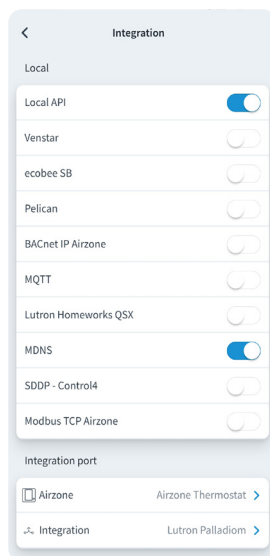 Integration
Local
Local API
Venstar
ecobee SB
Pelican
BACnet IP Airzone
MQTT
Lutron Homeworks QSX
MDNS
SDDP - Control4
Modbus TCP Airzone
Integration port
Airzone Airzone Thermostat
Integration Lutron Palladiom